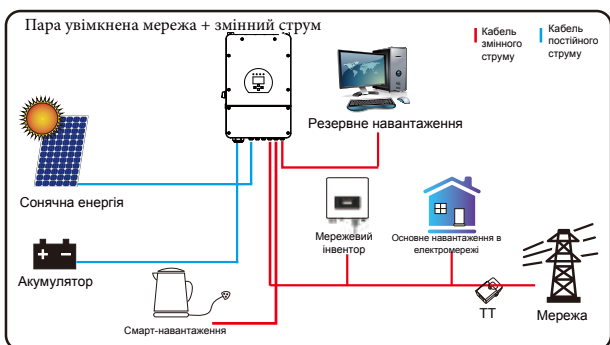 Пара увімкнена мережа + змінний струм
Кабель
змінного
струму
Кабель
постійного
струму
Резервне навантаження
Сонячна енергія
Мережевий
інвентор
Основне навантаження в
електромережі
Акумулятор
Смарт-навантаження
ТТ
Мережа